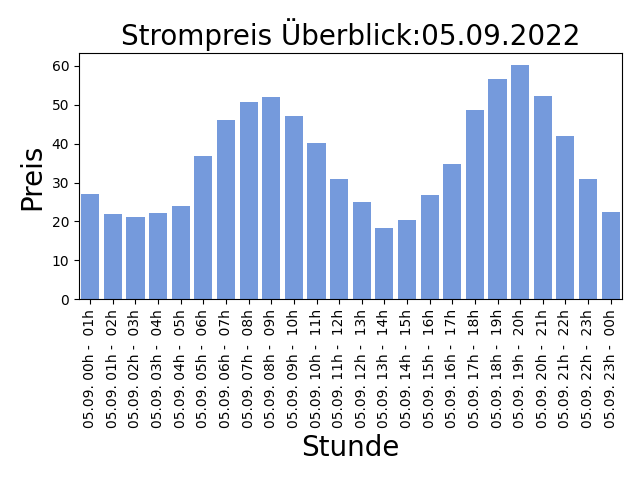 Strompreis Überblick:05.09.2022
Preis
60
50
40
30
20
10
0
05.09. 00h - 01h
05.09. 01h - 02h
05.09. 02h - 03h
05.09. 03h - 04h
05.09. 04h - 05h
05.09. 05h - 06h
05.09. 06h - 07h
05.09. 07h - 08h
05.09. 08h - 09h
05.09. 09h - 10h
05.09. 10h - 11h
05.09. 11h - 12h
05.09. 12h - 13h
05.09. 13h - 14h
05.09. 14h - 15h
05.09. 15h - 16h
05.09. 16h - 17h
05.09. 17h - 18h
05.09. 18h - 19h
05.09. 19h - 20h
05.09. 20h - 21h
05.09. 21h - 22h
05.09. 22h - 23h
05.09. 23h - 00h
Stunde